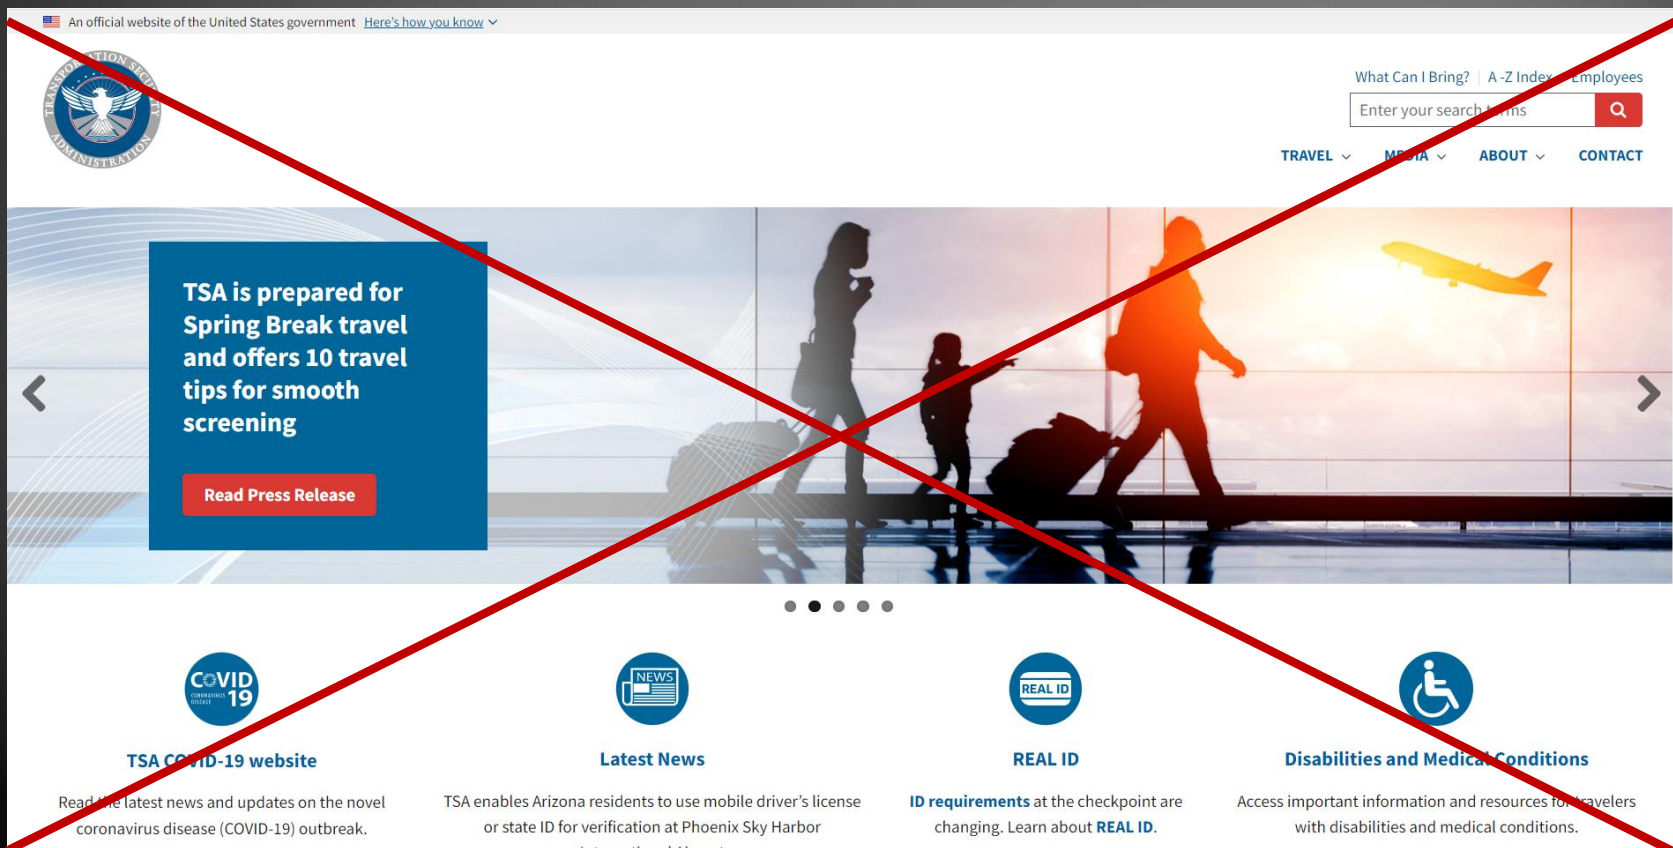 An official website of the United States government Here's how you know
TRANSPORTATION SECURITY ADMINISTRATION
What Can I Bring? A -Z Index Employees
Enter your search terms
TRAVEL MEDIA ABOUT CONTACT
TSA is prepared for
Spring Break travel
and offers 10 travel
tips for smooth
screening
Read Press Release
COVID
CORONAVIRUS
DISEASE 19
NEWS
REAL ID
TSA COVID-19 website
Latest News
REAL ID
Disabilities and Medical Conditions
Read the latest news and updates on the novel
coronavirus disease (COVID-19) outbreak.
TSA enables Arizona residents to use mobile driver's license
or state ID for verification at Phoenix Sky Harbor
ID requirements at the checkpoint are
changing. Learn about REAL ID.
Access important information and resources for travelers
with disabilities and medical conditions.